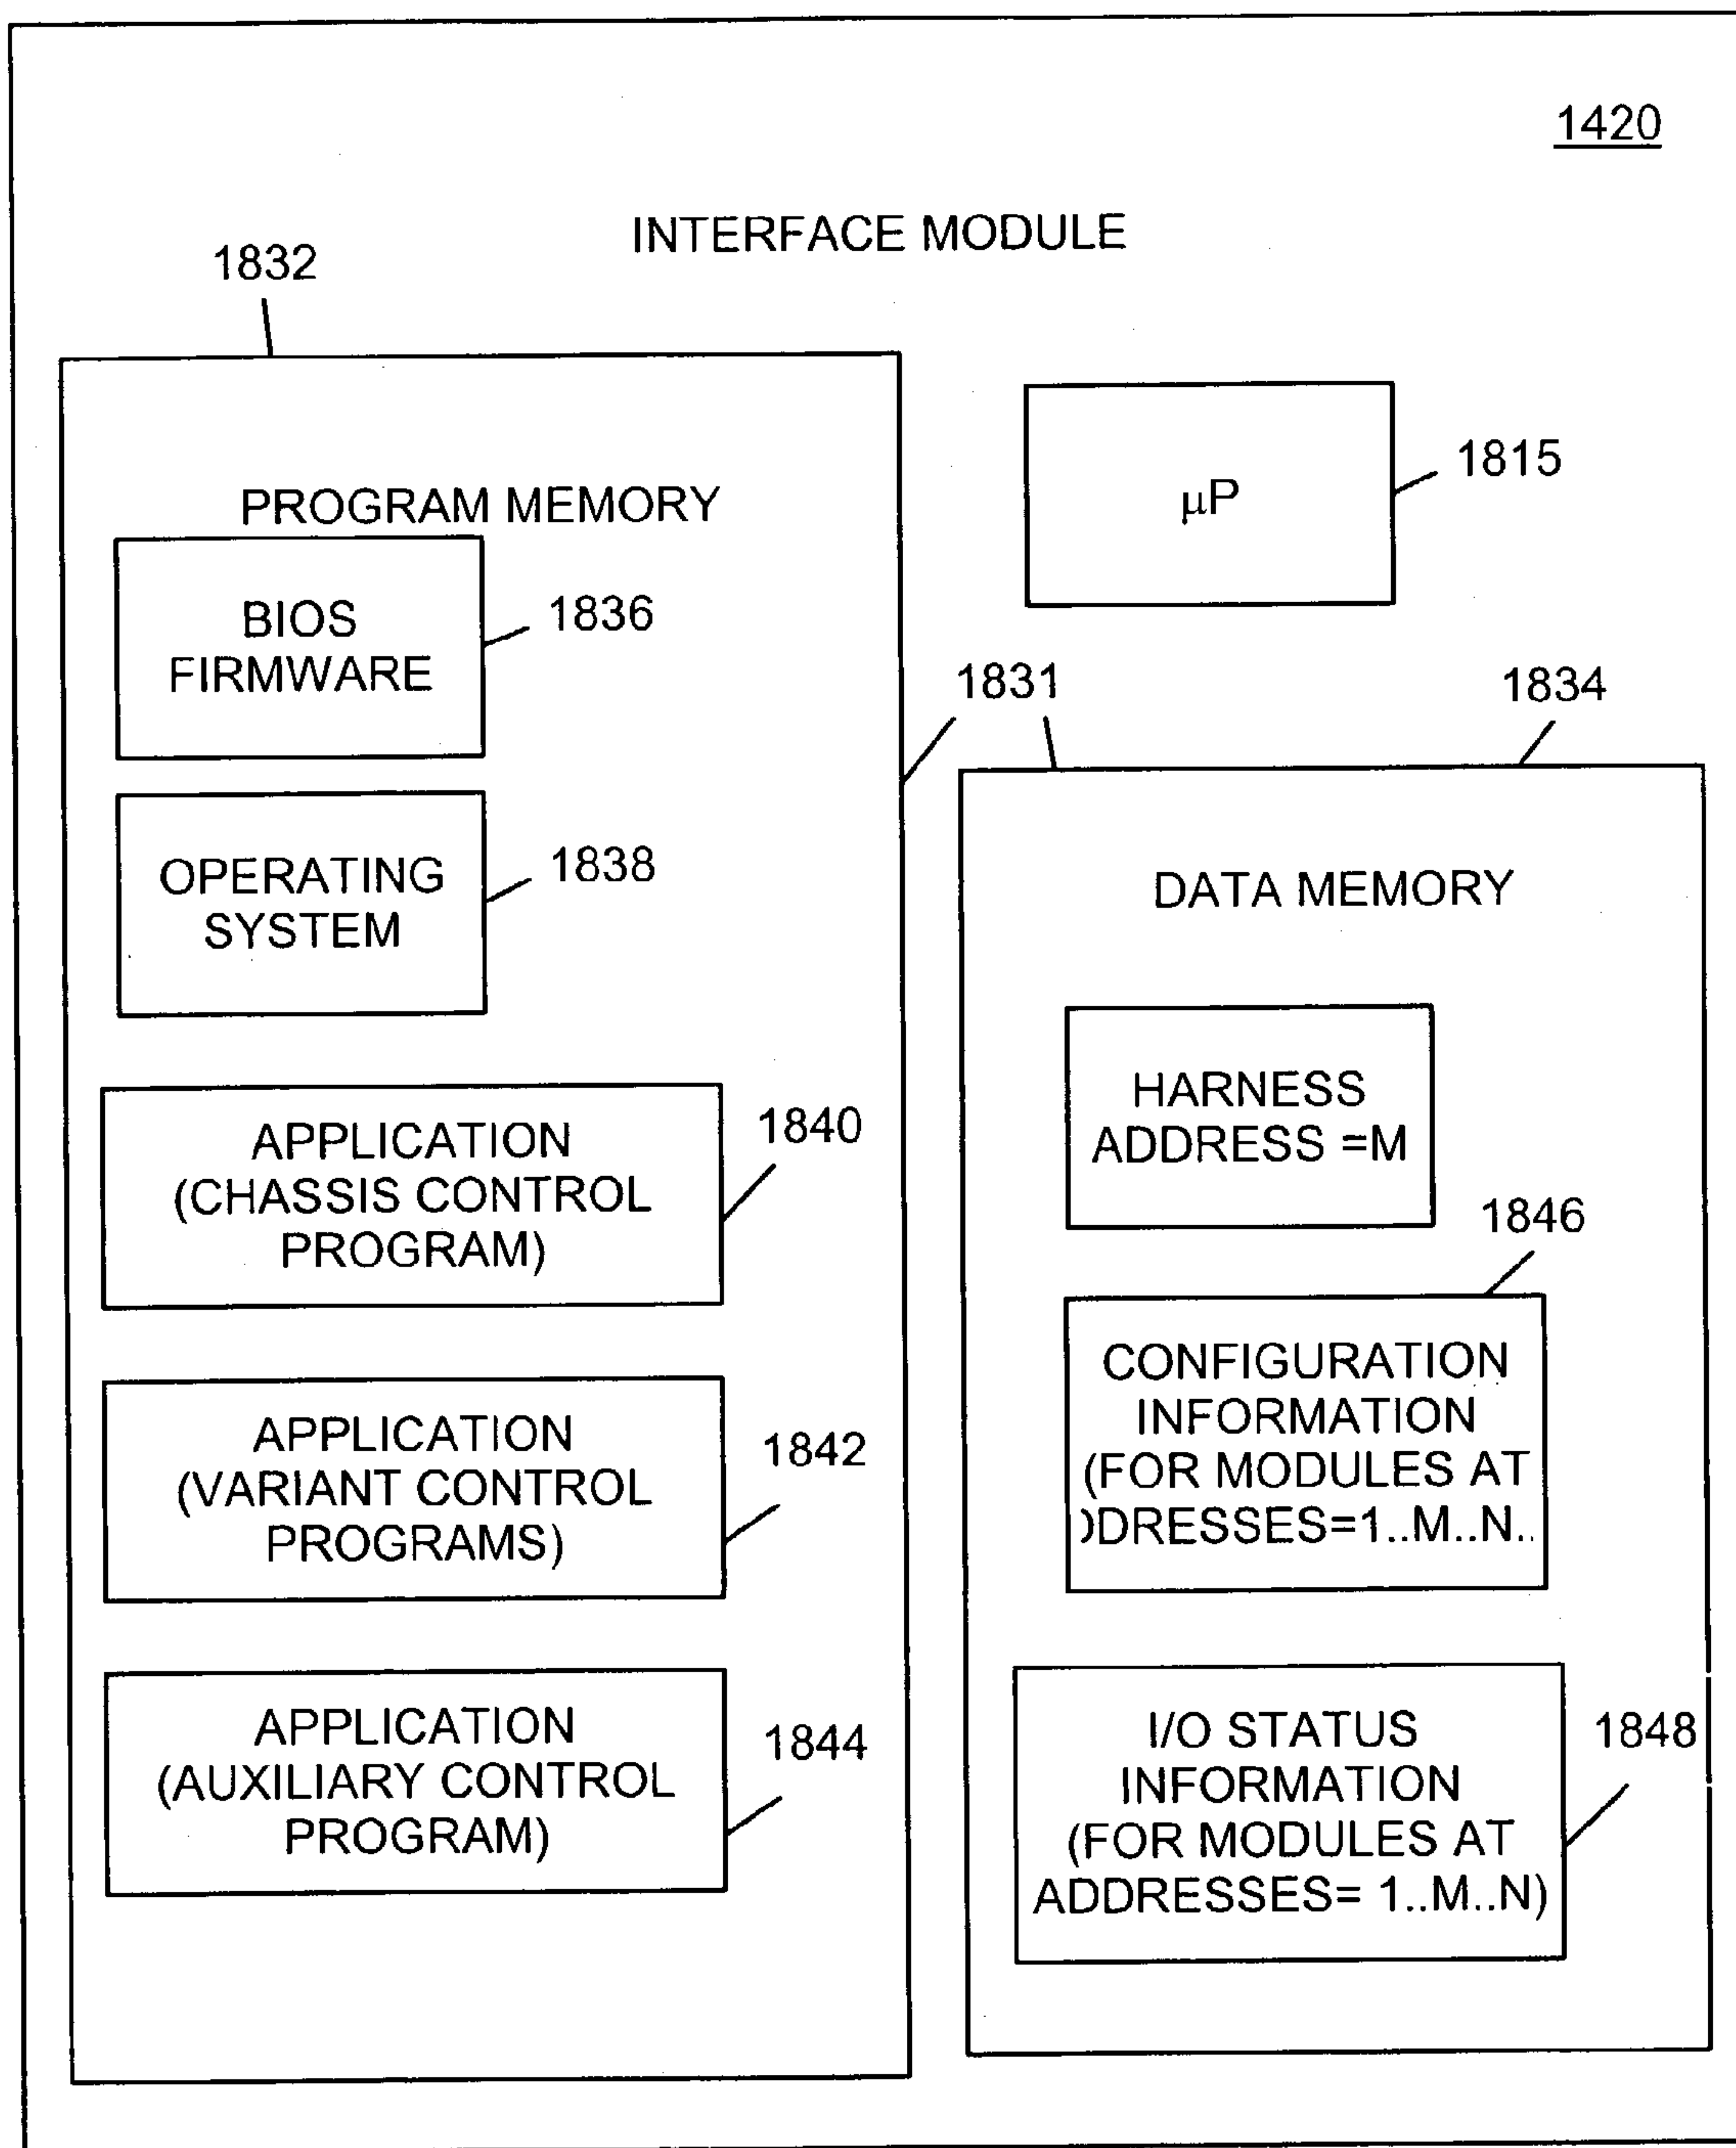 1420
INTERFACE MODULE
1832
PROGRAM MEMORY
BIOS
FIRMWARE
1836
OPERATING
SYSTEM
1838
APPLICATION
(CHASSIS CONTROL
PROGRAM)
1840
APPLICATION
(VARIANT CONTROL
PROGRAMS)
1842
APPLICATION
(AUXILIARY CONTROL
PROGRAM)
1844
µP
1815
1831
1834
DATA MEMORY
HARNESS
ADDRESS =M
1846
CONFIGURATION
INFORMATION
(FOR MODULES AT
DDRESSES=1..M..N..
I/O STATUS
INFORMATION
(FOR MODULES AT
ADDRESSES= 1..M..N)
1848